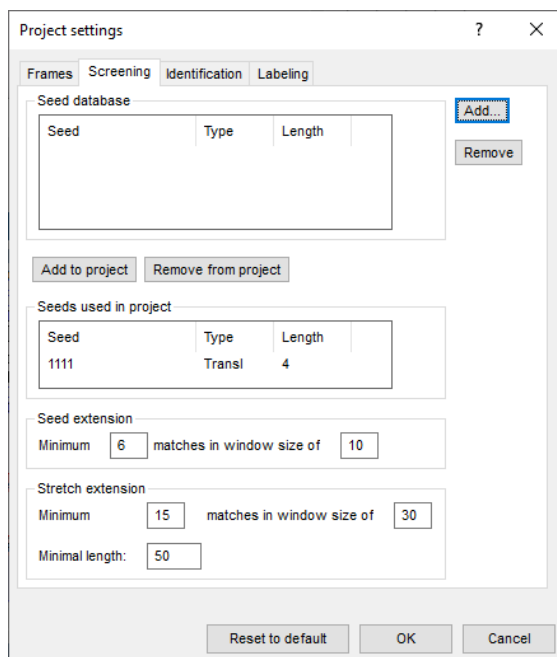 Project settings ?
Frames Screening Identification Labeling
Seed database
Add...
Seed Type Length
Remove
Add to project Remove from project
Seeds used in project
Seed Type Length
1111 Transl 4
Seed extension
Minimum 6 matches in window size of 10
Stretch extension
Minimum 15 matches in window size of 30
Minimal length: 50
Reset to default OK Cancel